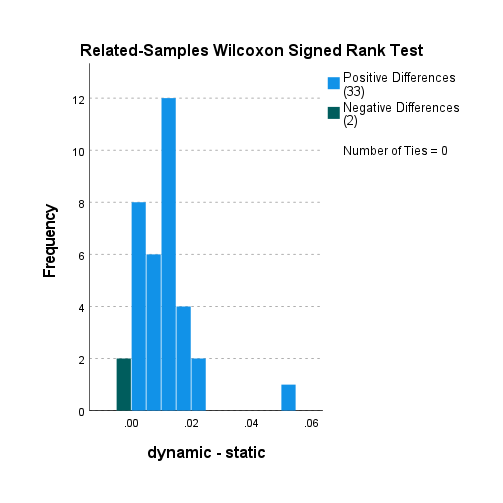 Related-Samples Wilcoxon Signed Rank Test
Positive Differences
(33)
Negative Differences
(2)
Number of Ties = 0
Frequency
12
10
8
6
4
2
0
.00 .02 .04 .06
dynamic - static